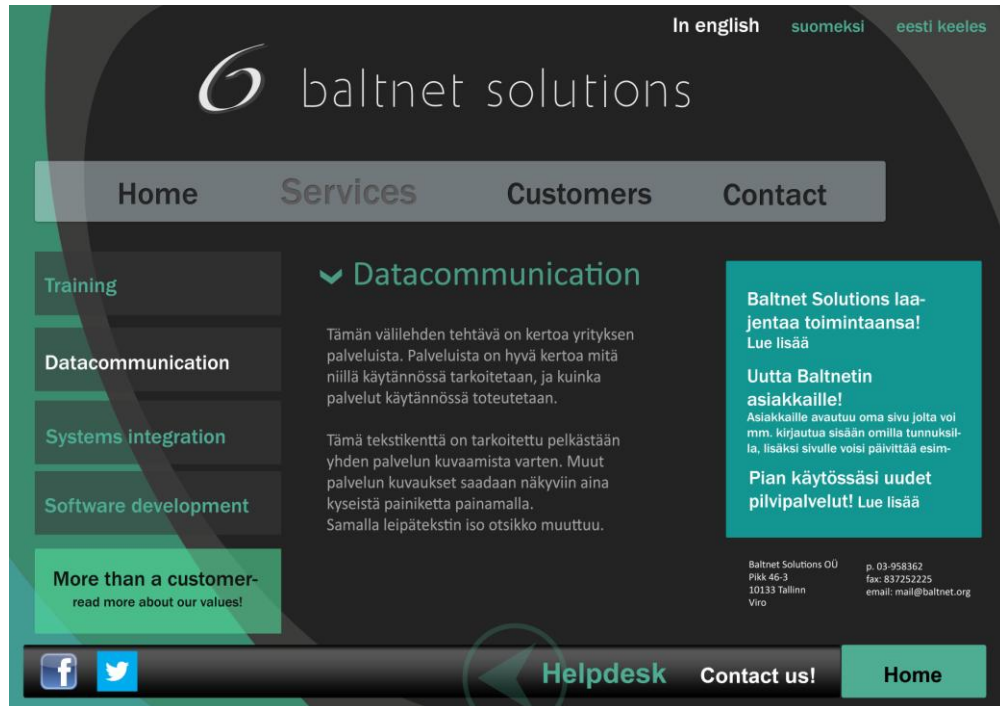 In english suomeksi eesti keeles
baltnet solutions
Home Services Customers Contact
Training
Datacommunication
Systems integration
Software development
More than a customer-
read more about our values!
Datacommunication
Tämän välilehden tehtävä on kertoa yrityksen
palveluista. Palveluista on hyvä kertoa mitä
niillä käytännössä tarkoitetaan, ja kuinka
palvelut käytännössä toteutetaan.
Tämä tekstikenttä on tarkoitettu pelkästään
yhden palvelun kuvaamista varten. Muut
palvelun kuvaukset saadaan näkyviin aina
kyseistä painiketta painamalla.
Samalla leipätekstin iso otsikko muuttuu.
Baltnet Solutions laa-
jentaa toimintaansa!
Lue lisää
Uutta Baltnetin
asiakkaille!
Asiakkaille avautuu oma sivu jolta voi
mm. kirjautua sisään omilla tunnuksil-
la, lisäksi sivulle voisi päivittää esim-
Pian käytössäsi uudet
pilvipalvelut! Lue lisää
Baltnet Solutions OÜ
Pikk 46-3
10133 Tallinn
Viro
p. 03-958362
fax: 837252225
email: mail@baltnet.org
f Helpdesk Contact us! Home